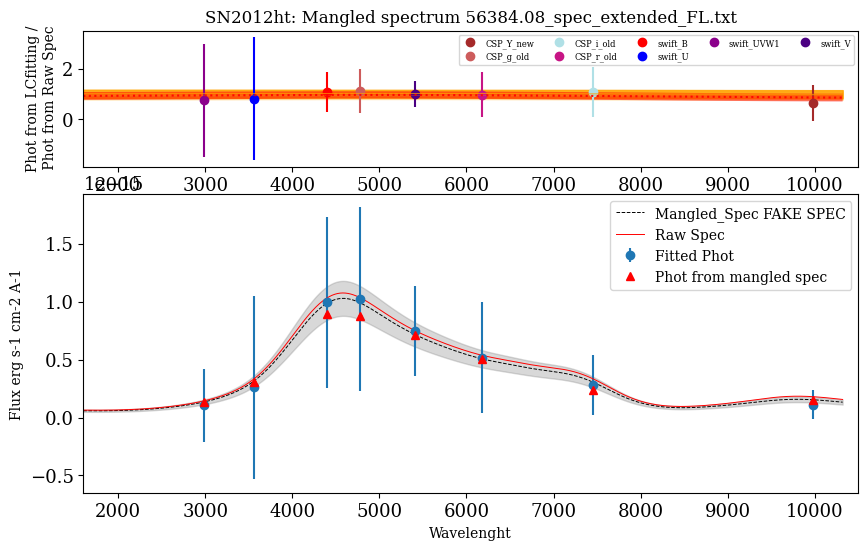 SN2012ht: Mangled spectrum 56384.08_spec_extended_FL.txt
Phot from LCfitting /
Phot from Raw Spec
2
0
CSP_Y_new CSP_i_old swift_B swift_UVW1 swift_V
CSP_g_old CSP_r_old swift_U
2000 3000 4000 5000 6000 7000 8000 9000 10000
Flux erg s-1 cm-2 A-1
1.5
1.0
0.5
0.0
−0.5
Mangled_Spec FAKE SPEC
Raw Spec
Fitted Phot
Phot from mangled spec
2000 3000 4000 5000 6000 7000 8000 9000 10000
Wavelenght